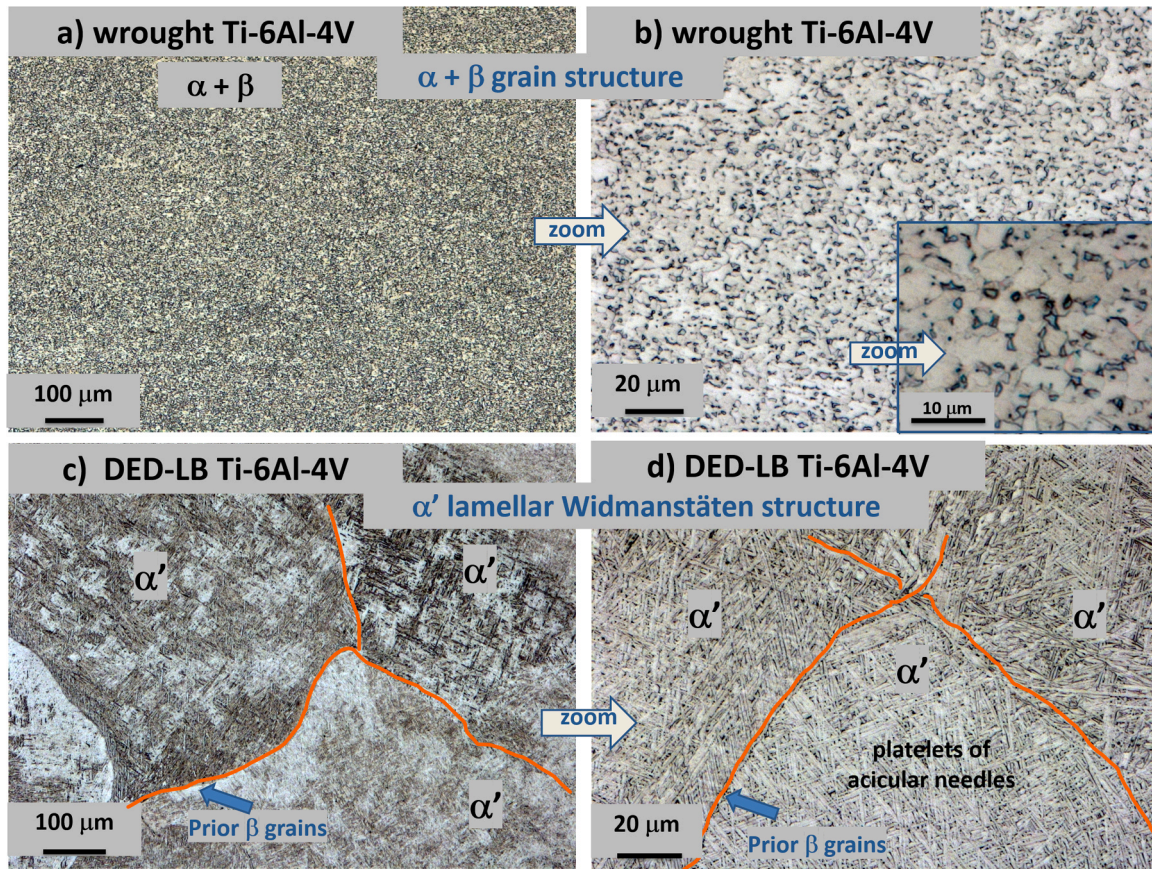 a) wrought Ti-6Al-4V
b) wrought Ti-6Al-4V
α + β grain structure
α + β
zoom
zoom
100 μm
20 μm
10 μm
c) DED-LB Ti-6Al-4V
d) DED-LB Ti-6Al-4V
α’ lamellar Widmanstäten structure
α’
α’
α’
α’
α’
zoom
α’
platelets of
acicular needles
100 μm
Prior β grains
20 μm
Prior β grains